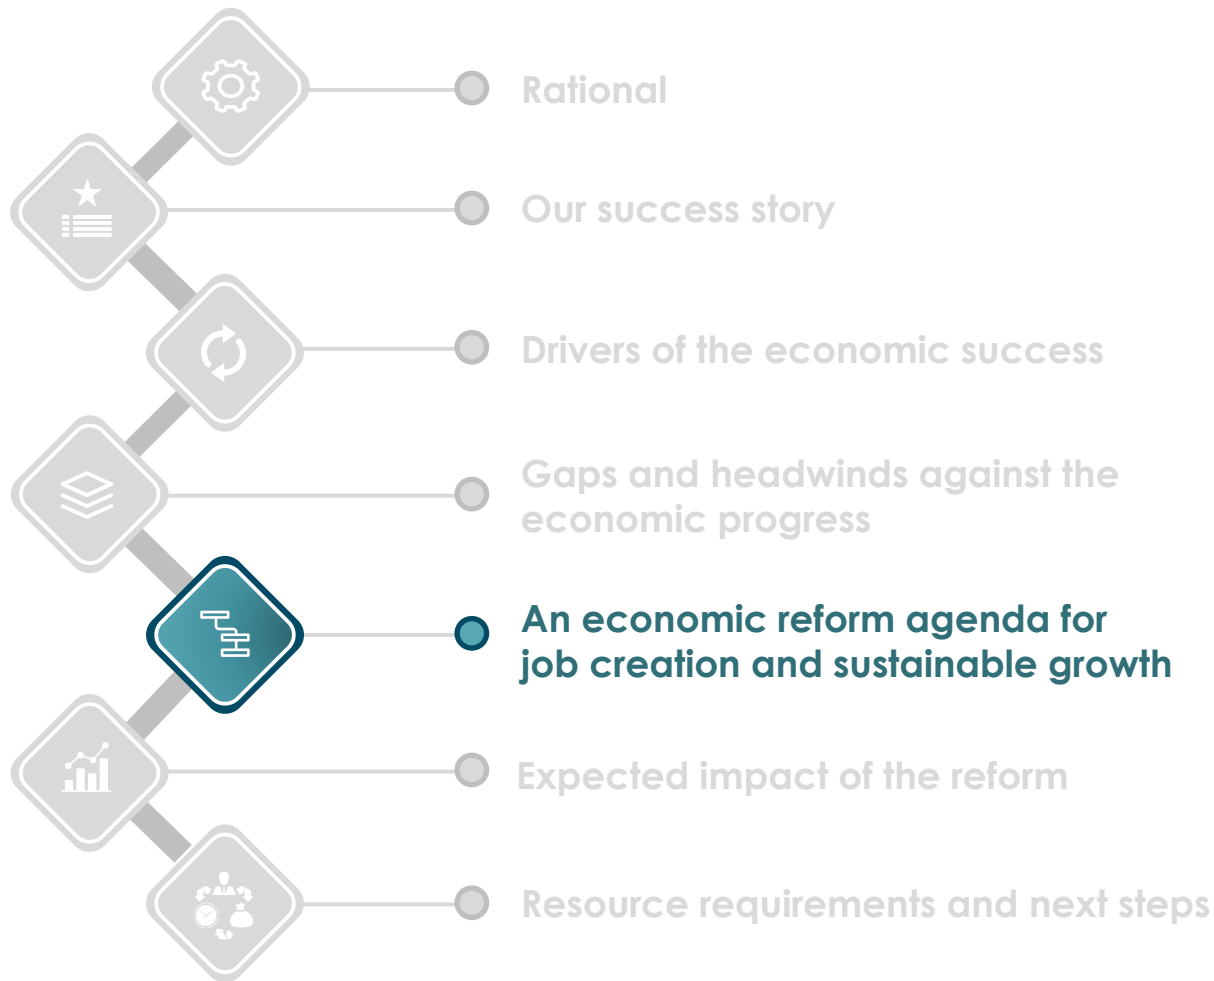 Rational
Our success story
Drivers of the economic success
Gaps and headwinds against the
economic progress
An economic reform agenda for
job creation and sustainable growth
Expected impact of the reform
Resource requirements and next steps